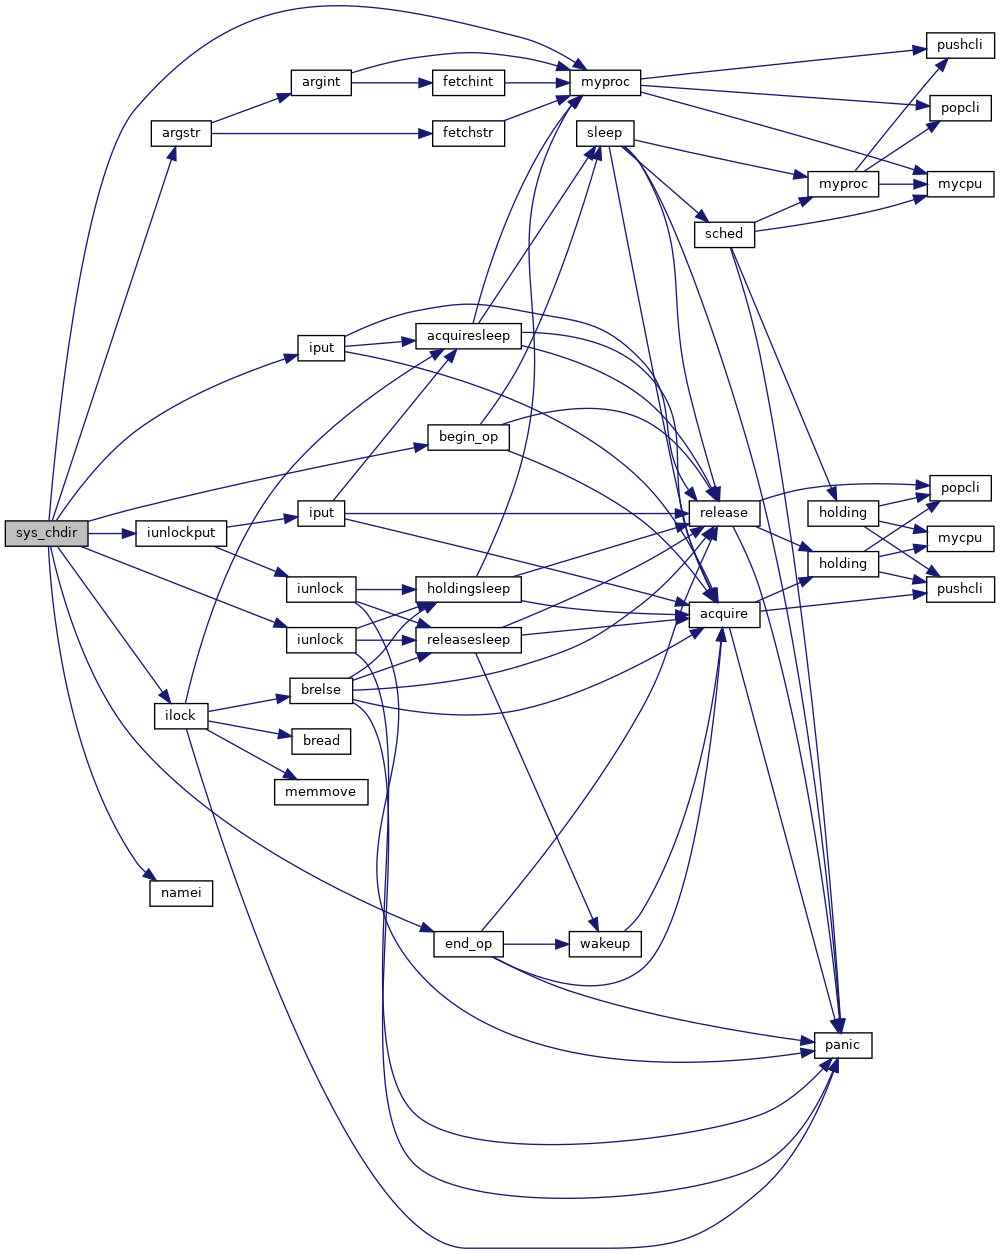 pushcli
argint
fetchint
myproc
popcli
argstr
fetchstr
sleep
myproc
mycpu
sched
iput
acquiresleep
begin_op
popcli
iput
release
holding
sys_chdir
iunlockput
mycpu
holding
iunlock
holdingsleep
pushcli
acquire
iunlock
releasesleep
brelse
ilock
bread
memmove
namei
end_op
wakeup
panic